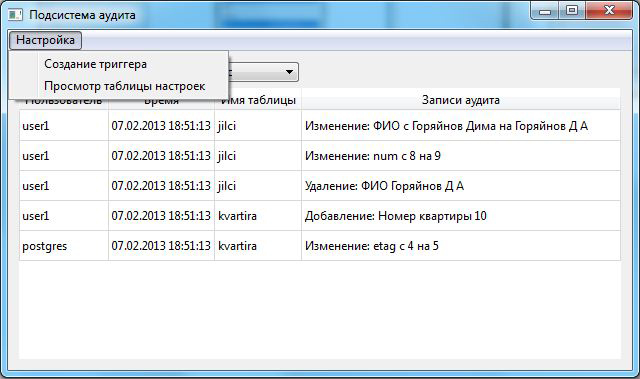 Подсистема аудита
Настройка
Создание триггера
Просмотр таблицы настроек
Пользователь Время Имя таблицы Записи аудита
user1 07.02.2013 18:51:13 jilci Изменение: ФИО с Горяйнов Дима на Горяйнов Д А
user1 07.02.2013 18:51:13 jilci Изменение: num с 8 на 9
user1 07.02.2013 18:51:13 jilci Удаление: ФИО Горяйнов Д А
user1 07.02.2013 18:51:13 kvartira Добавление: Номер квартиры 10
postgres 07.02.2013 18:51:13 kvartira Изменение: etag с 4 на 5